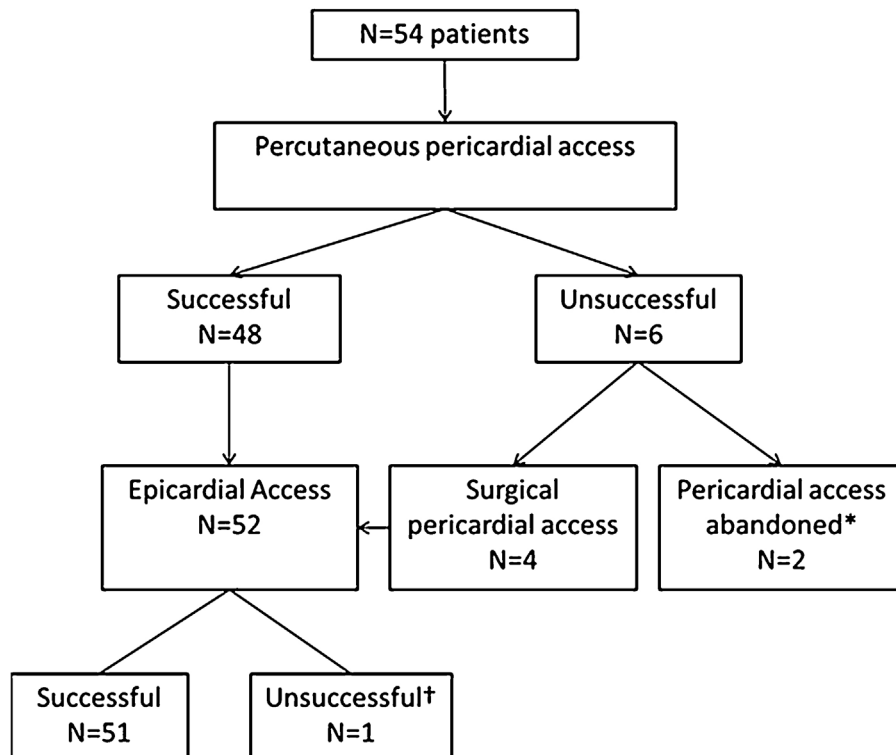 N=54 patients
Percutaneous pericardial access
Successful
N=48
Unsuccessful
N=6
Epicardial Access
N=52
Surgical
pericardial access
N=4
Pericardial access
abandoned*
N=2
Successful
N=51
Unsuccessful†
N=1